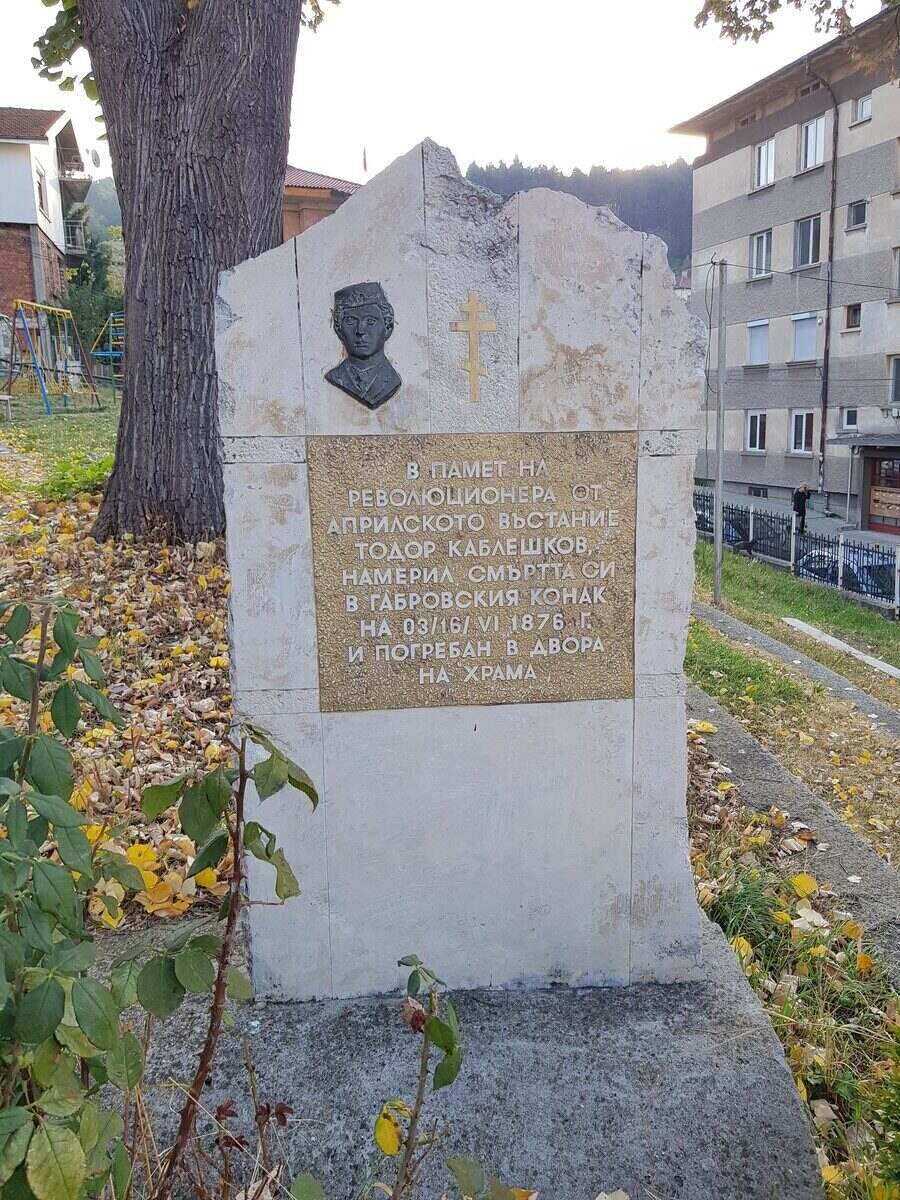 В ПАМЕТ НА
РЕВОЛЮЦИОНЕРА ОТ
АПРИЛСКОТО ВЪСТАНИЕ
ТОДОР КАБЛЕШКОВ,
НАМЕРИЛ СМЪРТТА СИ
В ГАБРОВСКИЯ КОНАК
НА 03/16/ VI 1876 Г.
И ПОГРЕБАН В ДВОРА
НА ХРАМА